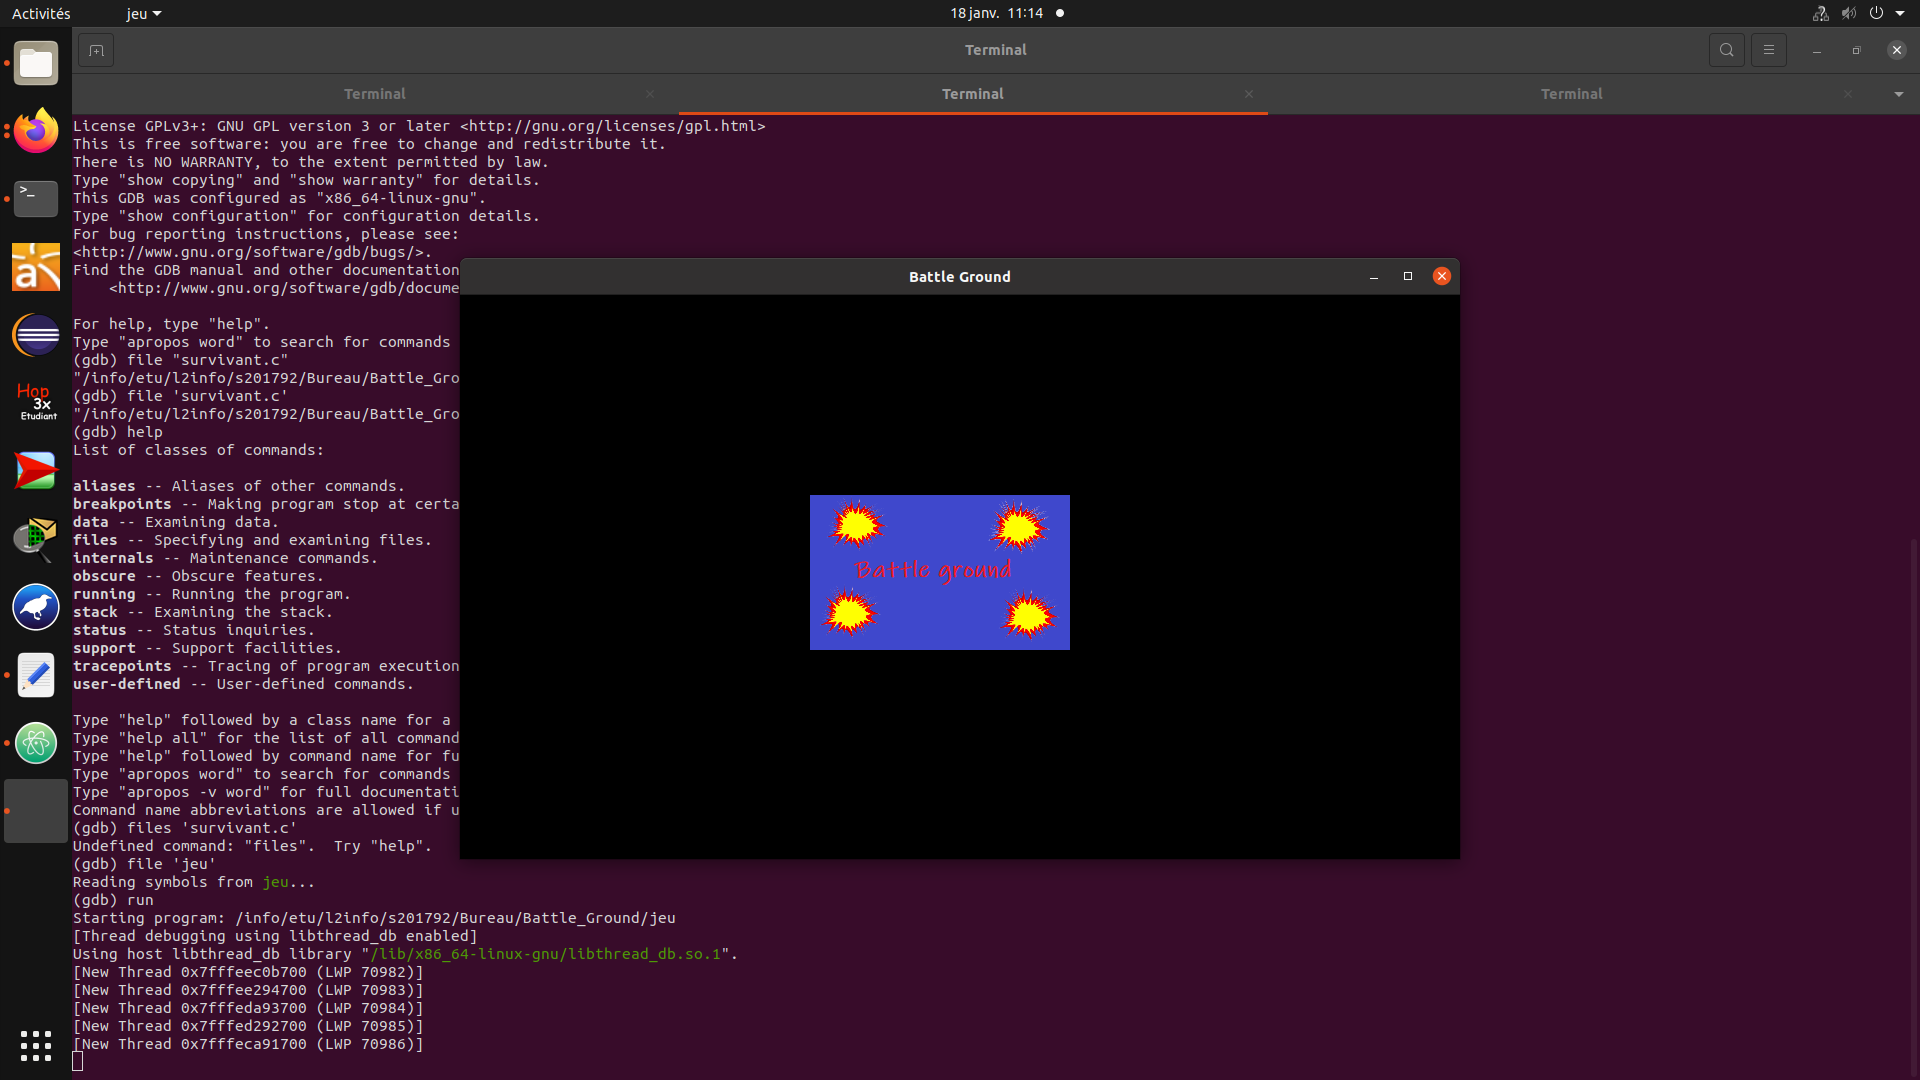 Activités
jeu
18 janv. 11:14
Terminal
Terminal
Terminal
Terminal
License GPLv3+: GNU GPL version 3 or later <http://gnu.org/licenses/gpl.html>
This is free software: you are free to change and redistribute it.
There is NO WARRANTY, to the extent permitted by law.
Type "show copying" and "show warranty" for details.
This GDB was configured as "x86_64-linux-gnu".
Type "show configuration" for configuration details.
For bug reporting instructions, please see:
<http://www.gnu.org/software/gdb/bugs/>.
Find the GDB manual and other documentation
<http://www.gnu.org/software/gdb/docume
For help, type "help".
Type "apropos word" to search for commands
(gdb) file "survivant.c"
"/info/etu/l2info/s201792/Bureau/Battle_Gro
(gdb) file 'survivant.c'
"/info/etu/l2info/s201792/Bureau/Battle_Gro
(gdb) help
List of classes of commands:
aliases -- Aliases of other commands.
breakpoints -- Making program stop at certa
data -- Examining data.
files -- Specifying and examining files.
internals -- Maintenance commands.
obscure -- Obscure features.
running -- Running the program.
stack -- Examining the stack.
status -- Status inquiries.
support -- Support facilities.
tracepoints -- Tracing of program execution
user-defined -- User-defined commands.
Type "help" followed by a class name for a
Type "help all" for the list of all command
Type "help" followed by command name for fu
Type "apropos word" to search for commands
Type "apropos -v word" for full documentati
Command name abbreviations are allowed if u
(gdb) files 'survivant.c'
Undefined command: "files".  Try "help".
(gdb) file 'jeu'
Reading symbols from jeu...
(gdb) run
Starting program: /info/etu/l2info/s201792/Bureau/Battle_Ground/jeu
[Thread debugging using libthread_db enabled]
Using host libthread_db library "/lib/x86_64-linux-gnu/libthread_db.so.1".
[New Thread 0x7fffeec0b700 (LWP 70982)]
[New Thread 0x7fffee294700 (LWP 70983)]
[New Thread 0x7fffeda93700 (LWP 70984)]
[New Thread 0x7fffed292700 (LWP 70985)]
[New Thread 0x7fffeca91700 (LWP 70986)]
Battle Ground
Battle ground
>_
a
Hop
3x
Etudiant